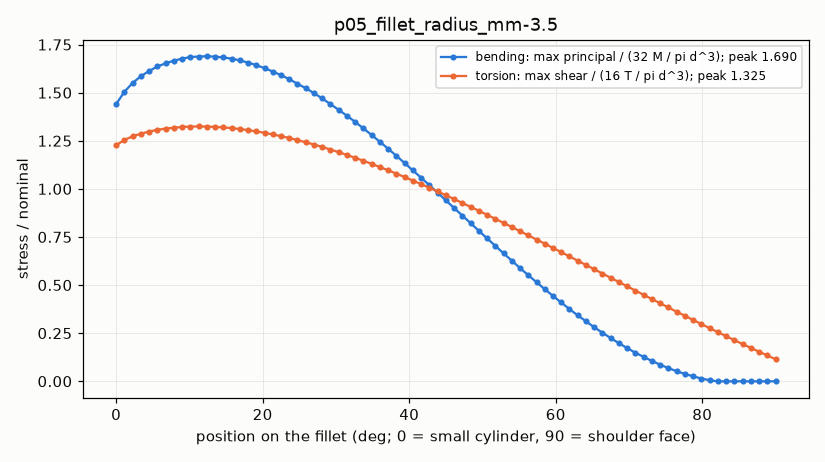 p05_fillet_radius_mm-3.5
bending: max principal / (32 M / pi d^3); peak 1.690
torsion: max shear / (16 T / pi d^3); peak 1.325
stress / nominal
1.75
1.50
1.25
1.00
0.75
0.50
0.25
0.00
0 20 40 60 80
position on the fillet (deg; 0 = small cylinder, 90 = shoulder face)